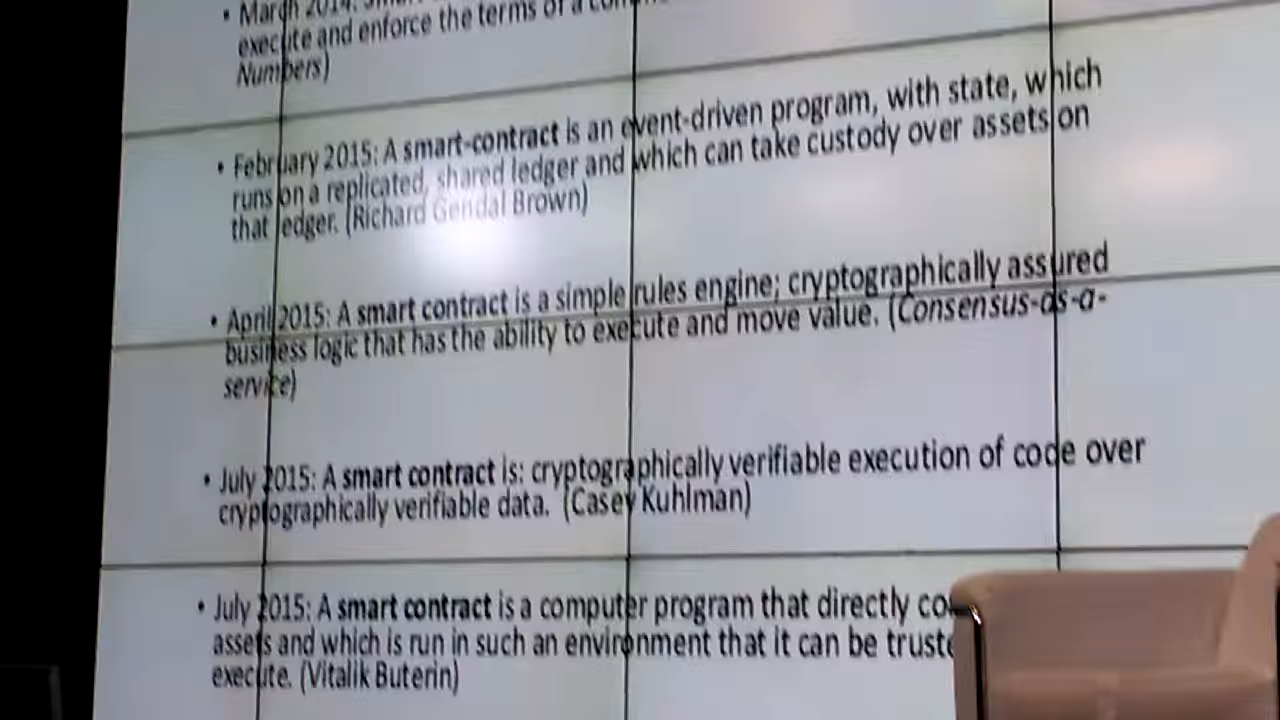 • March 2014:
execute and enforce the terms of a
Numbers)
• February 2015: A smart-contract is an event-driven program, with state, which
runs on a replicated, shared ledger and which can take custody over assets on
that ledger. (Richard Gendal Brown)
• April 2015: A smart contract is a simple rules engine; cryptographically assured
business logic that has the ability to execute and move value. (Consensus-as-a-
service)
• July 2015: A smart contract is: cryptographically verifiable execution of code over
cryptographically verifiable data. (Casey Kuhlman)
• July 2015: A smart contract is a computer program that directly
assets and which is run in such an environment that it can be
execute. (Vitalik Buterin)